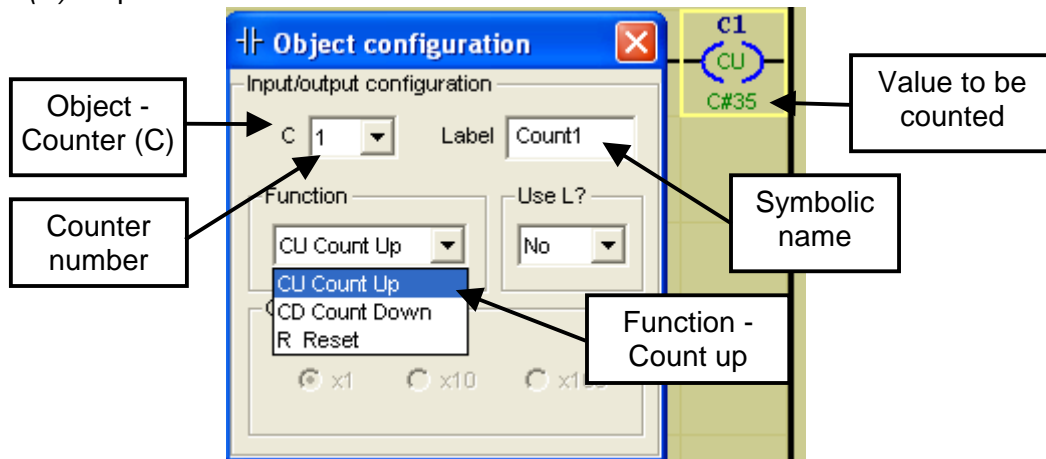 Object configuration
C1
CU
C#35
Value to be
counted
Input/output configuration
Object -
Counter (C)
C 1 Label Count1
Function
Use L?
Counter
number
Symbolic
name
CU Count Up
No
CU Count Up
CD Count Down
R Reset
Function -
Count up
x1 x10